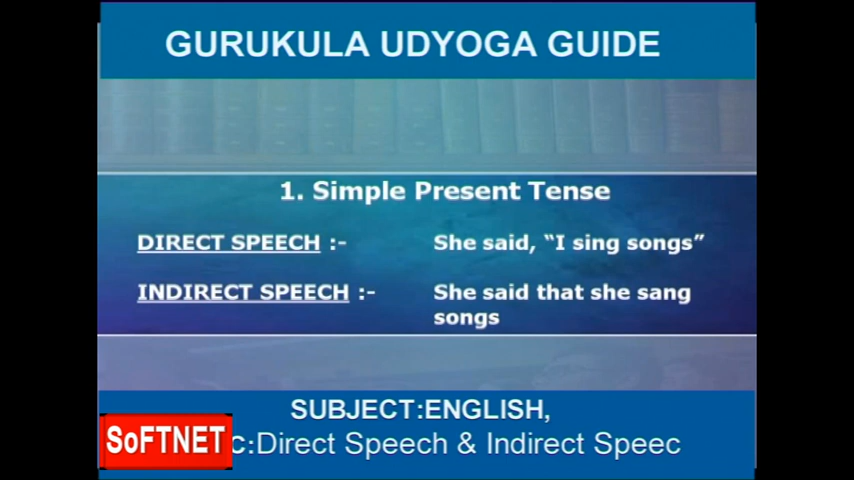 GURUKULA UDYOGA GUIDE
1. Simple Present Tense
DIRECT SPEECH :- She said, “I sing songs”
INDIRECT SPEECH :- She said that she sang
songs
SUBJECT:ENGLISH,
SoFTNET C:Direct Speech & Indirect Speec